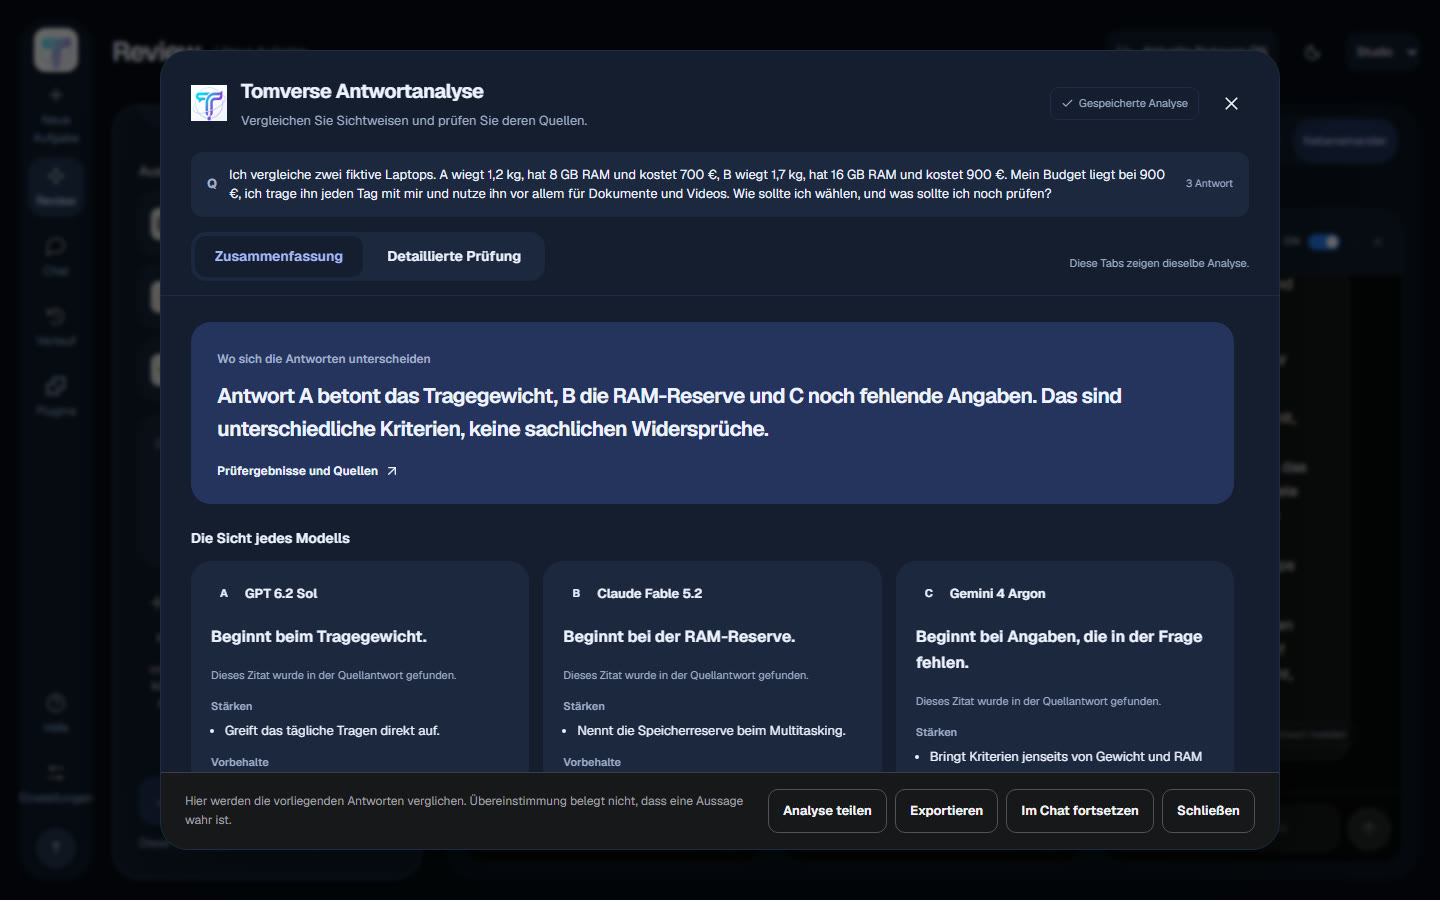 Review
Tomverse Antwortanalyse
Vergleichen Sie Sichtweisen und prüfen Sie deren Quellen.
Gespeicherte Analyse
Q
Ich vergleiche zwei fiktive Laptops. A wiegt 1,2 kg, hat 8 GB RAM und kostet 700 €, B wiegt 1,7 kg, hat 16 GB RAM und kostet 900 €. Mein Budget liegt bei 900
€, ich trage ihn jeden Tag mit mir und nutze ihn vor allem für Dokumente und Videos. Wie sollte ich wählen, und was sollte ich noch prüfen?
3 Antwort
Zusammenfassung
Detaillierte Prüfung
Diese Tabs zeigen dieselbe Analyse.
Wo sich die Antworten unterscheiden
Antwort A betont das Tragegewicht, B die RAM-Reserve und C noch fehlende Angaben. Das sind
unterschiedliche Kriterien, keine sachlichen Widersprüche.
Prüfergebnisse und Quellen
Die Sicht jedes Modells
A GPT 6.2 Sol
Beginnt beim Tragegewicht.
Dieses Zitat wurde in der Quellantwort gefunden.
Stärken
• Greift das tägliche Tragen direkt auf.
Vorbehalte
B Claude Fable 5.2
Beginnt bei der RAM-Reserve.
Dieses Zitat wurde in der Quellantwort gefunden.
Stärken
• Nennt die Speicherreserve beim Multitasking.
Vorbehalte
C Gemini 4 Argon
Beginnt bei Angaben, die in der Frage
fehlen.
Dieses Zitat wurde in der Quellantwort gefunden.
Stärken
• Bringt Kriterien jenseits von Gewicht und RAM
Hier werden die vorliegenden Antworten verglichen. Übereinstimmung belegt nicht, dass eine Aussage
wahr ist.
Analyse teilen
Exportieren
Im Chat fortsetzen
Schließen